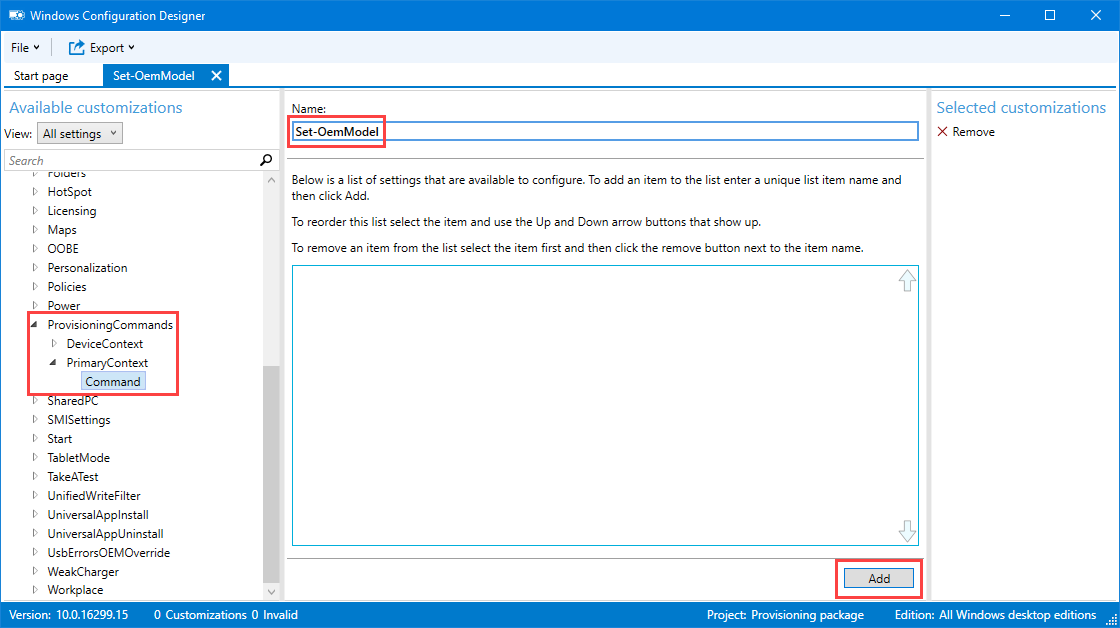 Windows Configuration Designer
File
Export
Start page
Set-OemModel
Available customizations
View: All settings
Search
Folders
HotSpot
Licensing
Maps
OOBE
Personalization
Policies
Power
ProvisioningCommands
DeviceContext
PrimaryContext
Command
SharedPC
SMISettings
Start
TabletMode
TakeATest
UnifiedWriteFilter
UniversalAppInstall
UniversalAppUninstall
UsbErrorsOEMOverride
WeakCharger
Workplace
Name:
Set-OemModel
Below is a list of settings that are available to configure. To add an item to the list enter a unique list item name and
then click Add.
To reorder this list select the item and use the Up and Down arrow buttons that show up.
To remove an item from the list select the item first and then click the remove button next to the item name.
Add
Selected customizations
Remove
Version: 10.0.16299.15 0 Customizations 0 Invalid Project: Provisioning package Edition: All Windows desktop editions